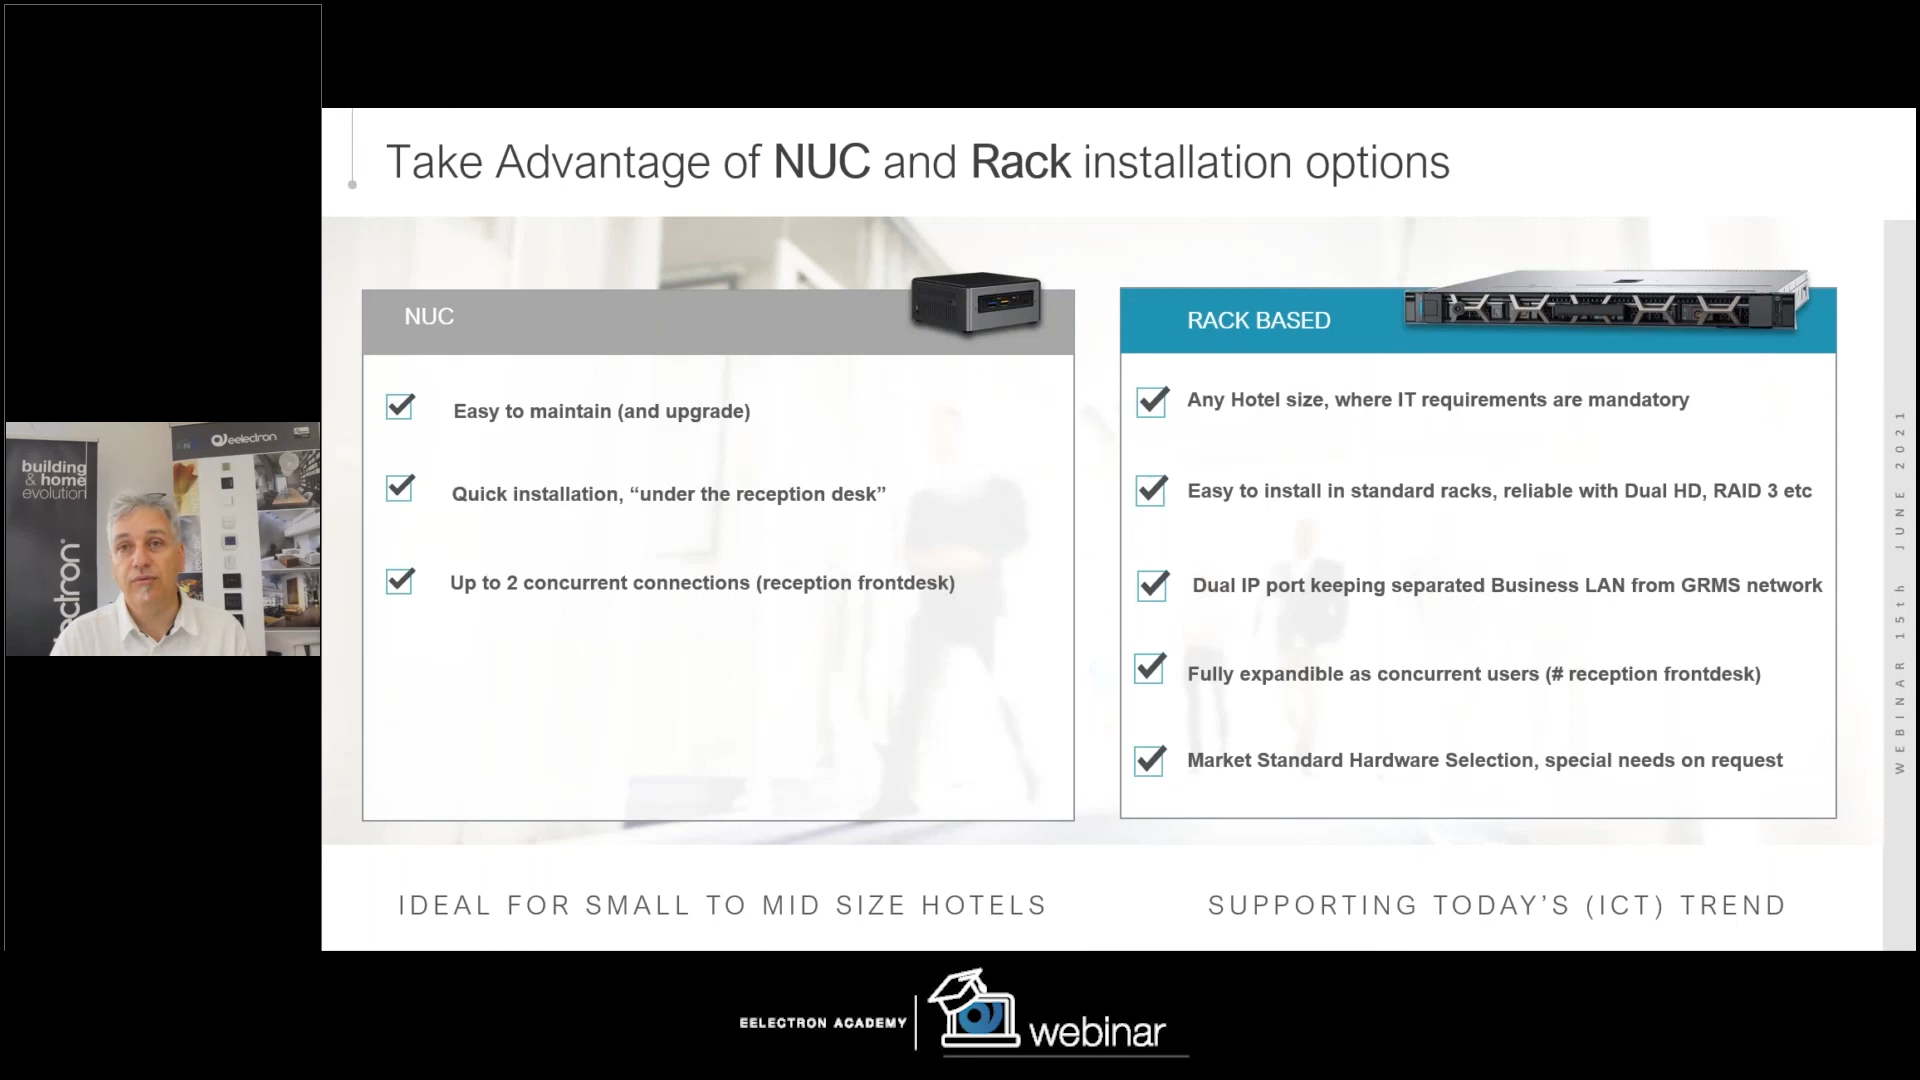 Take Advantage of NUC and Rack installation options
NUC
Easy to maintain (and upgrade)
Quick installation, “under the reception desk”
Up to 2 concurrent connections (reception frontdesk)
IDEAL FOR SMALL TO MID SIZE HOTELS
RACK BASED
Any Hotel size, where IT requirements are mandatory
Easy to install in standard racks, reliable with Dual HD, RAID 3 etc
Dual IP port keeping separated Business LAN from GRMS network
Fully expandible as concurrent users (# reception frontdesk)
Market Standard Hardware Selection, special needs on request
SUPPORTING TODAY’S (ICT) TREND
WEBINAR 15th JUNE 2021
building
& home
evolution
eelectron
EELECTRON ACADEMY
webinar